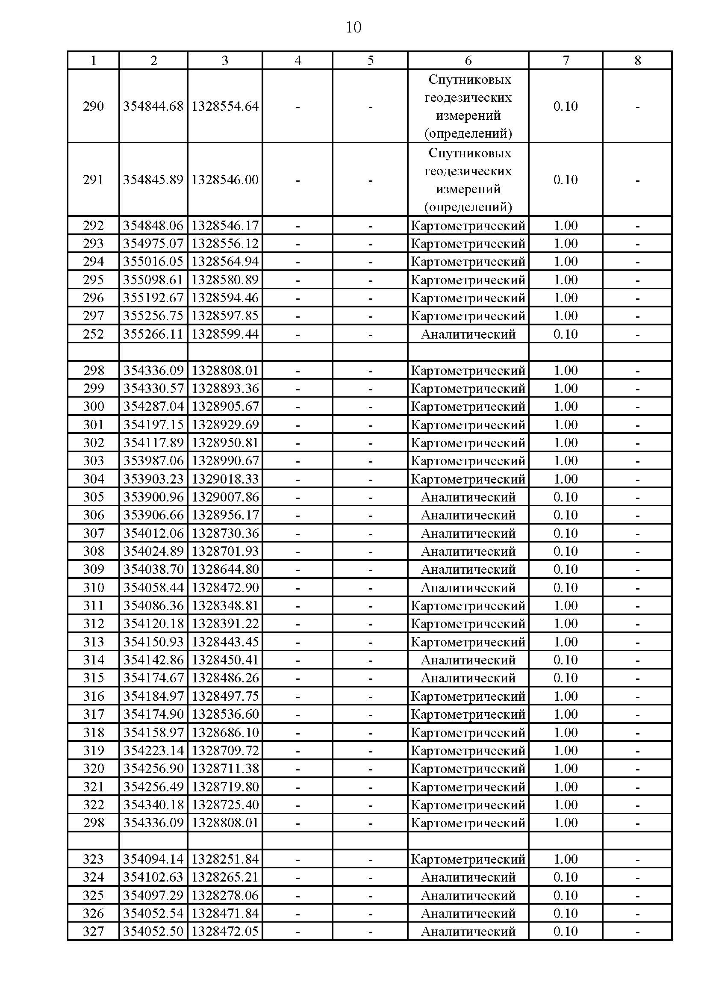 10
1 2 3 4 5 6 7 8
290 354844.68 1328554.64 - - Спутниковых геодезических измерений (определений) 0.10 -
291 354845.89 1328546.00 - - Спутниковых геодезических измерений (определений) 0.10 -
292 354848.06 1328546.17 - - Картометрический 1.00 -
293 354975.07 1328556.12 - - Картометрический 1.00 -
294 355016.05 1328564.94 - - Картометрический 1.00 -
295 355098.61 1328580.89 - - Картометрический 1.00 -
296 355192.67 1328594.46 - - Картометрический 1.00 -
297 355256.75 1328597.85 - - Картометрический 1.00 -
252 355266.11 1328599.44 - - Аналитический 0.10 -
298 354336.09 1328808.01 - - Картометрический 1.00 -
299 354330.57 1328893.36 - - Картометрический 1.00 -
300 354287.04 1328905.67 - - Картометрический 1.00 -
301 354197.15 1328929.69 - - Картометрический 1.00 -
302 354117.89 1328950.81 - - Картометрический 1.00 -
303 353987.06 1328990.67 - - Картометрический 1.00 -
304 353903.23 1329018.33 - - Картометрический 1.00 -
305 353900.96 1329007.86 - - Аналитический 0.10 -
306 353906.66 1328956.17 - - Аналитический 0.10 -
307 354012.06 1328730.36 - - Аналитический 0.10 -
308 354024.89 1328701.93 - - Аналитический 0.10 -
309 354038.70 1328644.80 - - Аналитический 0.10 -
310 354058.44 1328472.90 - - Аналитический 0.10 -
311 354086.36 1328348.81 - - Картометрический 1.00 -
312 354120.18 1328391.22 - - Картометрический 1.00 -
313 354150.93 1328443.45 - - Картометрический 1.00 -
314 354142.86 1328450.41 - - Аналитический 0.10 -
315 354174.67 1328486.26 - - Аналитический 0.10 -
316 354184.97 1328497.75 - - Картометрический 1.00 -
317 354174.90 1328536.60 - - Картометрический 1.00 -
318 354158.97 1328686.10 - - Картометрический 1.00 -
319 354223.14 1328709.72 - - Картометрический 1.00 -
320 354256.90 1328711.38 - - Картометрический 1.00 -
321 354256.49 1328719.80 - - Картометрический 1.00 -
322 354340.18 1328725.40 - - Картометрический 1.00 -
298 354336.09 1328808.01 - - Картометрический 1.00 -
323 354094.14 1328251.84 - - Картометрический 1.00 -
324 354102.63 1328265.21 - - Аналитический 0.10 -
325 354097.29 1328278.06 - - Аналитический 0.10 -
326 354052.54 1328471.84 - - Аналитический 0.10 -
327 354052.50 1328472.05 - - Аналитический 0.10 -